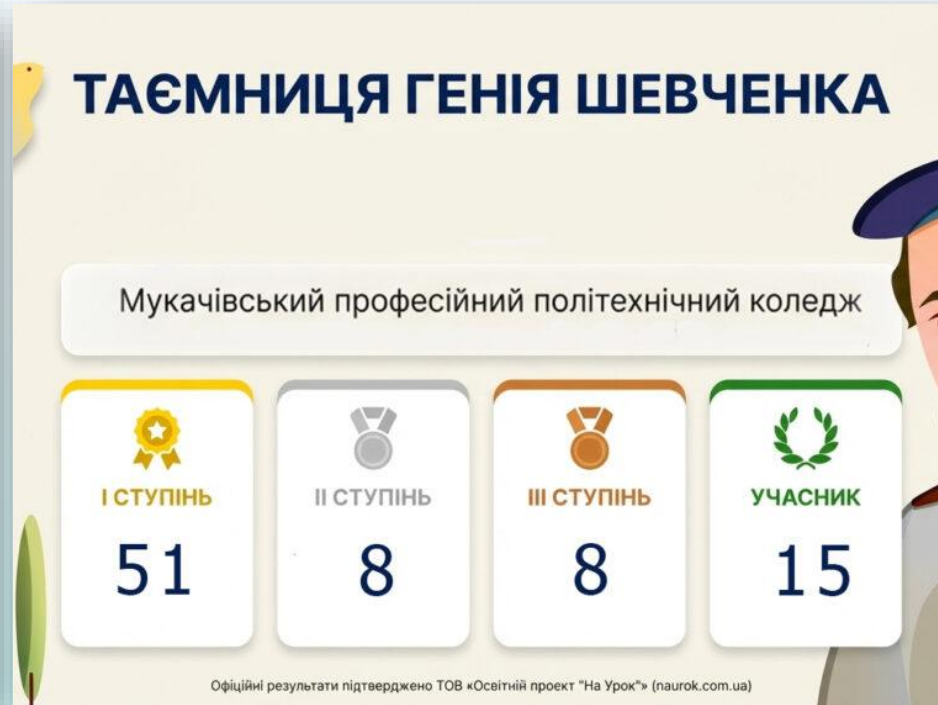 ТАЄМНИЦЯ ГЕНІЯ ШЕВЧЕНКА
Мукачівський професійний політехнічний коледж
І СТУПІНЬ
51
ІІ СТУПІНЬ
8
ІІІ СТУПІНЬ
8
УЧАСНИК
15
Офіційні результати підтверджено ТОВ «Освітній проект "На Урок"» (naurok.com.ua)